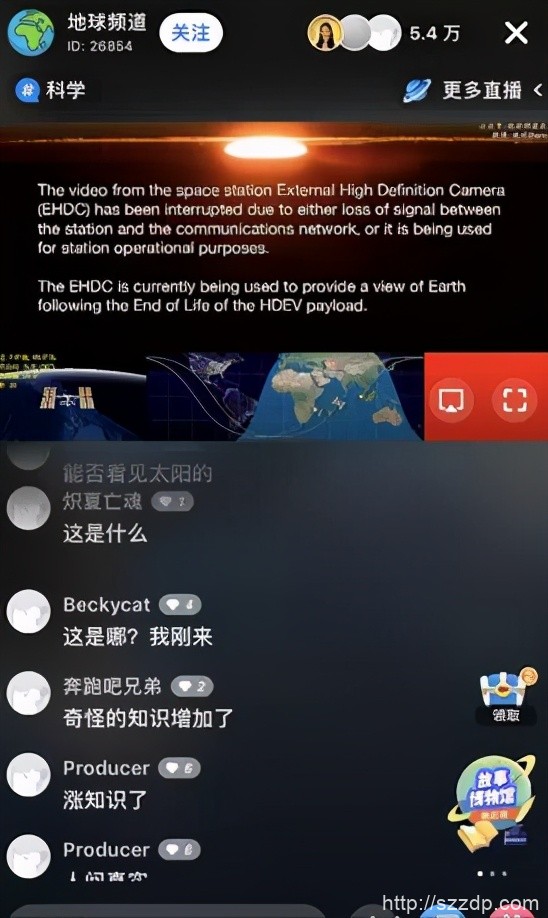 地球频道
ID: 26854
关注
5.4 万
科学
更多直播
The video from the space station External High Definition Camera
(EHDC) has been interrupted due to either loss of signal between
the station and the communications network, or it is being used
for station operational purposes.
The EHDC is currently being used to provide a view of Earth
following the End of Life of the HDEV payload.
能否看见太阳的
炽夏亡魂
这是什么
Beckycat 4
这是哪？我刚来
奔跑吧兄弟 2
奇怪的知识增加了
领取
Producer 6
涨知识了
故事
博物馆
Producer 6
http://szzdp.com/